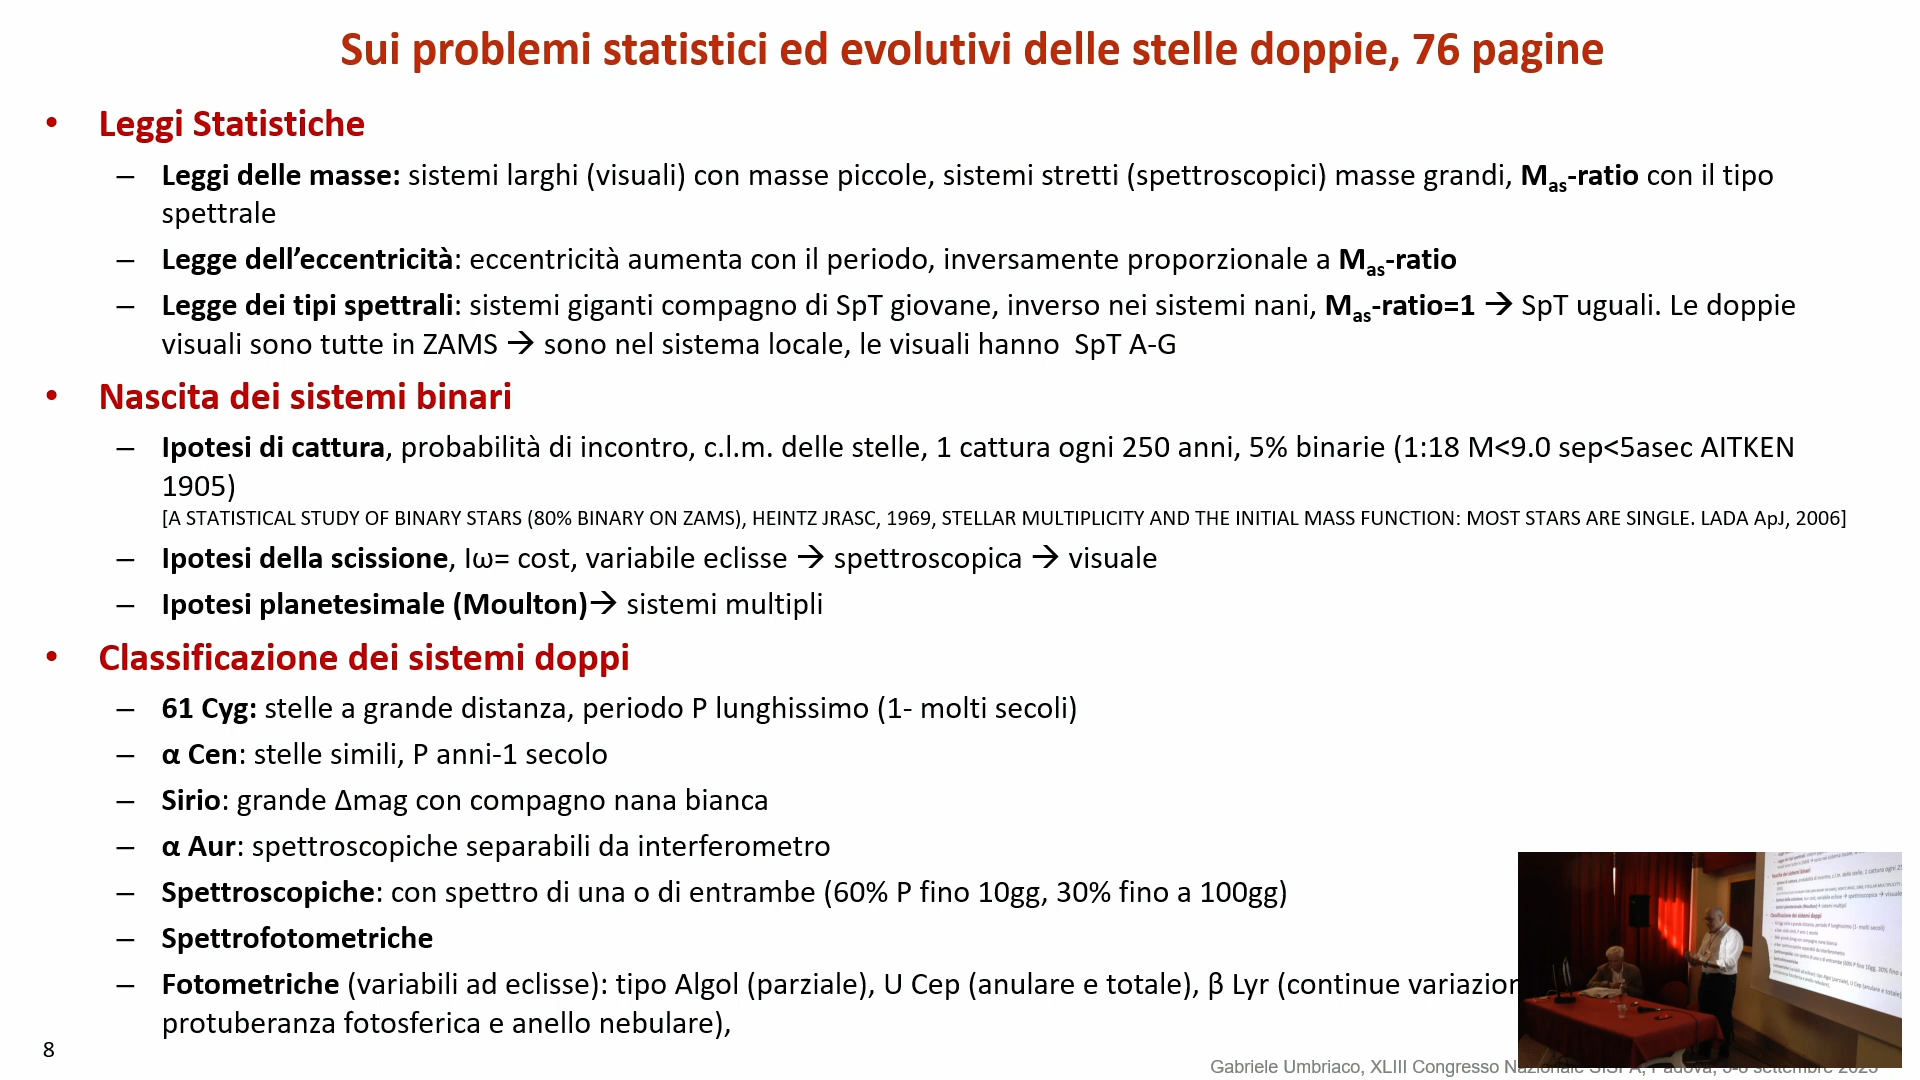 Sui problemi statistici ed evolutivi delle stelle doppie, 76 pagine
• Leggi Statistiche
– Leggi delle masse: sistemi larghi (visuali) con masse piccole, sistemi stretti (spettroscopici) masse grandi, Mas-ratio con il tipo
spettrale
– Legge dell’eccentricità: eccentricità aumenta con il periodo, inversamente proporzionale a Mas-ratio
– Legge dei tipi spettrali: sistemi giganti compagno di SpT giovane, inverso nei sistemi nani, Mas-ratio=1 → SpT uguali. Le doppie
visuali sono tutte in ZAMS → sono nel sistema locale, le visuali hanno SpT A-G
• Nascita dei sistemi binari
– Ipotesi di cattura, probabilità di incontro, c.l.m. delle stelle, 1 cattura ogni 250 anni, 5% binarie (1:18 M<9.0 sep<5asec AITKEN
1905)
[A STATISTICAL STUDY OF BINARY STARS (80% BINARY ON ZAMS), HEINTZ JRASC, 1969, STELLAR MULTIPLICITY AND THE INITIAL MASS FUNCTION: MOST STARS ARE SINGLE. LADA ApJ, 2006]
– Ipotesi della scissione, Iω= cost, variabile eclisse → spettroscopica → visuale
– Ipotesi planetesimale (Moulton)→ sistemi multipli
• Classificazione dei sistemi doppi
– 61 Cyg: stelle a grande distanza, periodo P lunghissimo (1- molti secoli)
– α Cen: stelle simili, P anni-1 secolo
– Sirio: grande Δmag con compagno nana bianca
– α Aur: spettroscopiche separabili da interferometro
– Spettroscopiche: con spettro di una o di entrambe (60% P fino 10gg, 30% fino a 100gg)
– Spettrofotometriche
– Fotometriche (variabili ad eclisse): tipo Algol (parziale), U Cep (anulare e totale), β Lyr (continue variazion
protuberanza fotosferica e anello nebulare),
8
Gabriele Umbriaco, XLIII Congresso